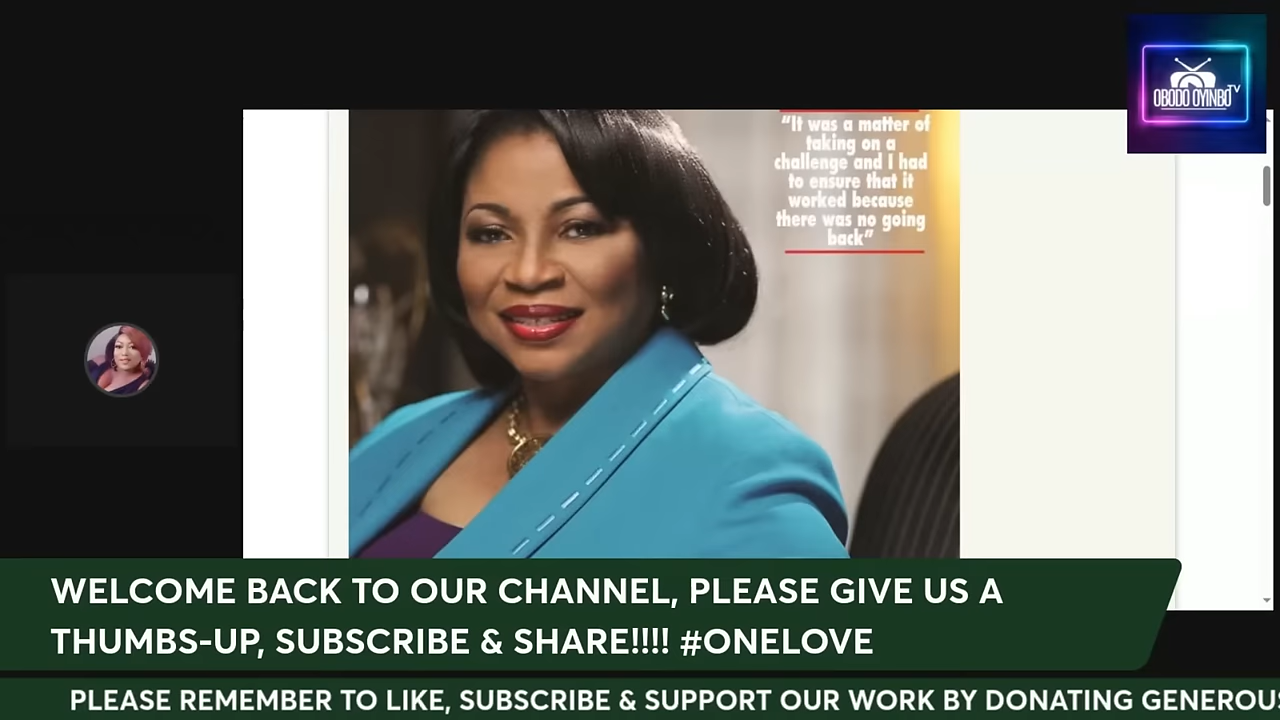 OBODO OYINBO TV
“It was a matter of
taking on a
challenge and I had
to ensure that it
worked because
there was no going
back”
WELCOME BACK TO OUR CHANNEL, PLEASE GIVE US A
THUMBS-UP, SUBSCRIBE & SHARE!!!! #ONELOVE
PLEASE REMEMBER TO LIKE, SUBSCRIBE & SUPPORT OUR WORK BY DONATING